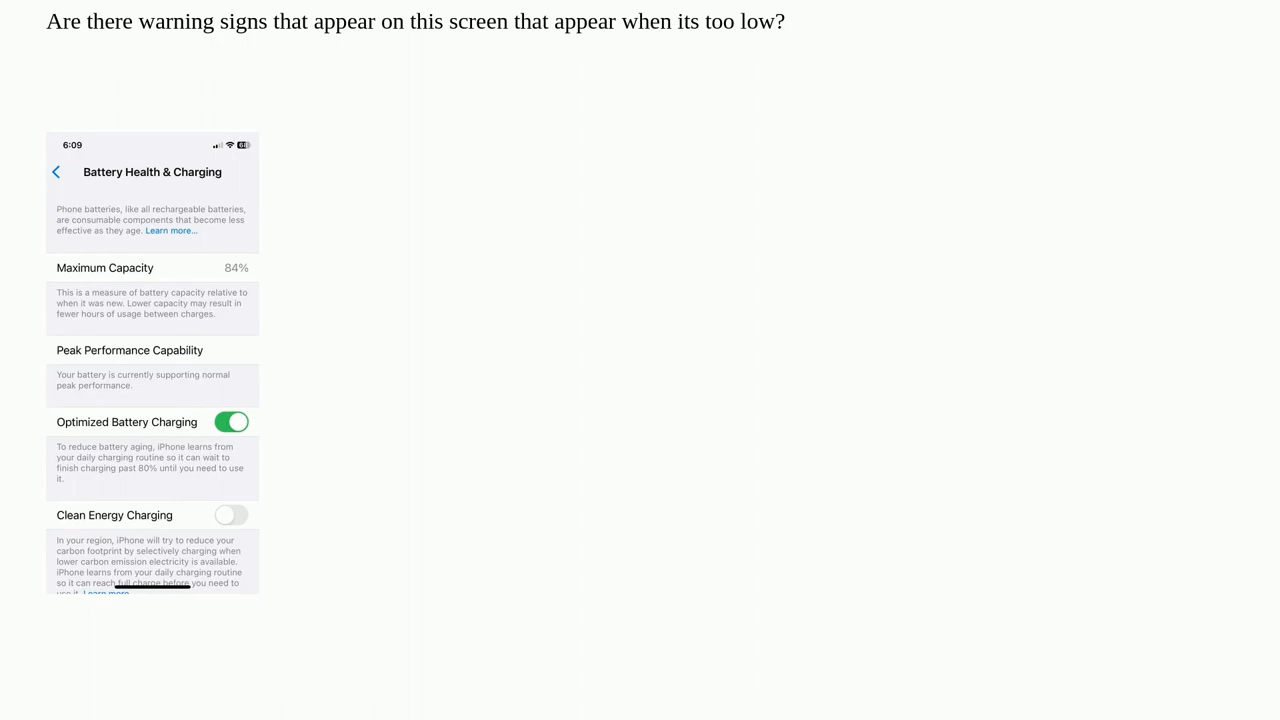 Are there warning signs that appear on this screen that appear when its too low?
6:09
Battery Health & Charging
Phone batteries, like all rechargeable batteries,
are consumable components that become less
effective as they age. Learn more...
Maximum Capacity 84%
This is a measure of battery capacity relative to
when it was new. Lower capacity may result in
fewer hours of usage between charges.
Peak Performance Capability
Your battery is currently supporting normal
peak performance.
Optimized Battery Charging
To reduce battery aging, iPhone learns from
your daily charging routine so it can wait to
finish charging past 80% until you need to use
it.
Clean Energy Charging
In your region, iPhone will try to reduce your
carbon footprint by selectively charging when
lower carbon emission electricity is available.
iPhone learns from your daily charging routine
so it can reach full charge before you need to
use it. Learn more